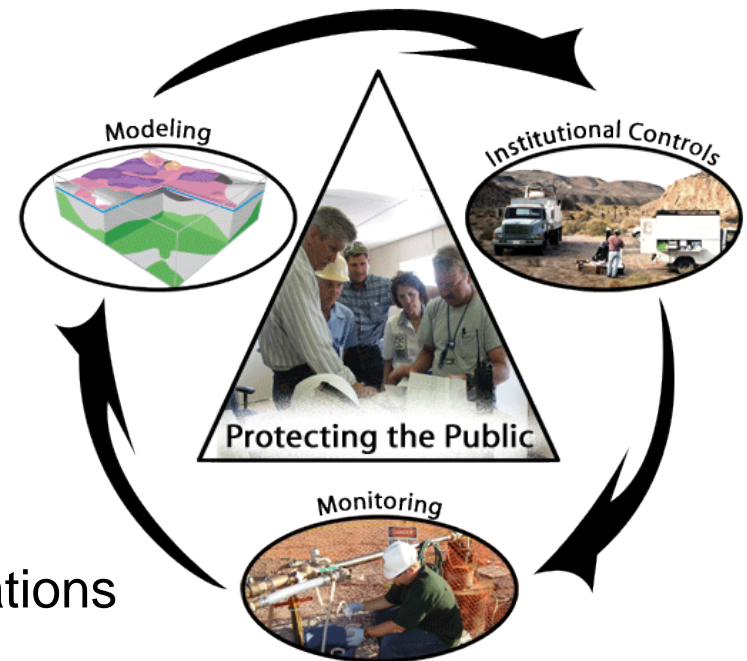 Modeling
Institutional Controls
Protecting the Public
Monitoring
ations